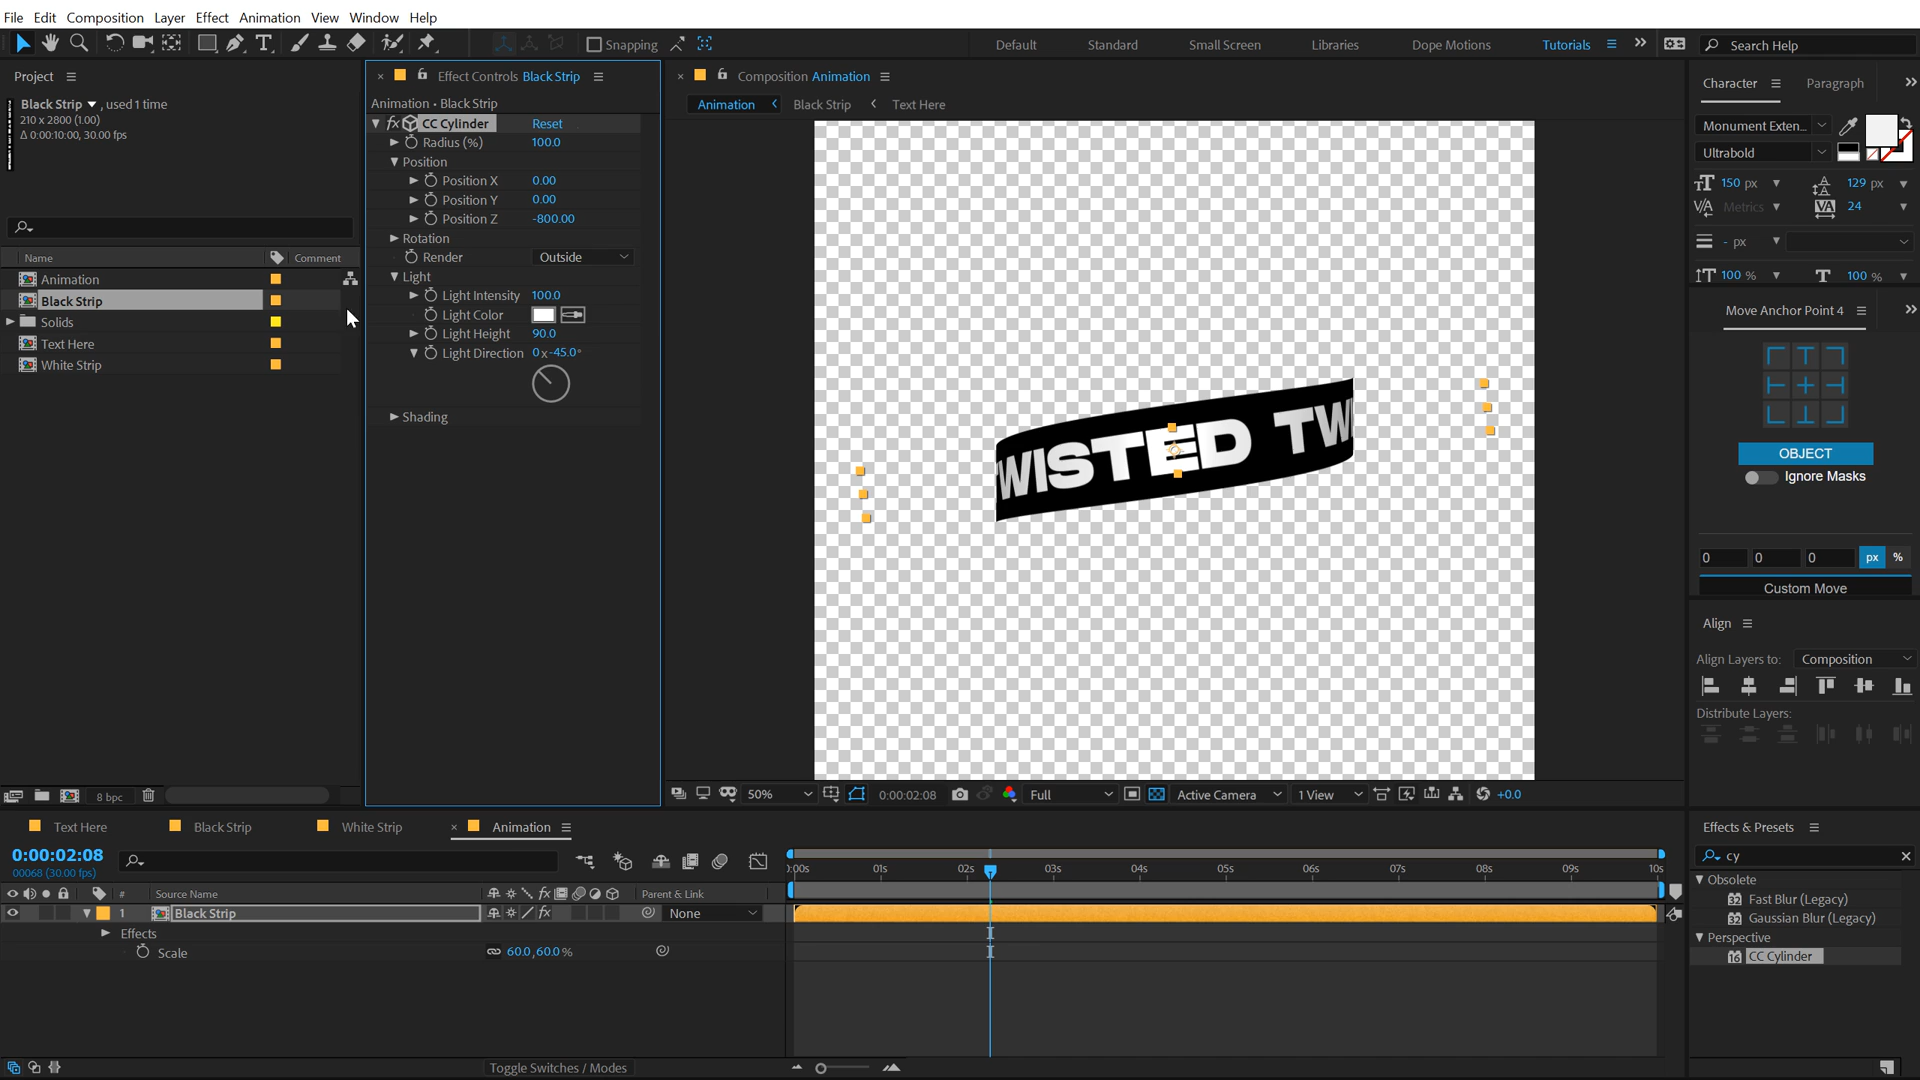 File Edit Composition Layer Effect Animation View Window Help
Snapping
Default Standard Small Screen Libraries Dope Motions Tutorials Search Help
Project
Black Strip , used 1 time
210 x 2800 (1.00)
Δ 0:00:10:00, 30.00 fps
Name Comment
Animation
Black Strip
Solids
Text Here
White Strip
8 bpc
Effect Controls Black Strip
Animation • Black Strip
fx CC Cylinder Reset
Radius (%) 100.0
Position
Position X 0.00
Position Y 0.00
Position Z -800.00
Rotation
Render Outside
Light
Light Intensity 100.0
Light Color
Light Height 90.0
Light Direction 0x-45.0°
Shading
Composition Animation
Animation Black Strip Text Here
WISTED TWI
50% 0:00:02:08 Full Active Camera 1 View +0.0
Character Paragraph
Monument Exten...
Ultrabold
150 px 129 px
Metrics 24
- px
100 % 100 %
Move Anchor Point 4
OBJECT
Ignore Masks
0 0 0 px %
Custom Move
Align
Align Layers to: Composition
Distribute Layers:
Text Here Black Strip White Strip Animation
0:00:02:08
00068 (30.00 fps)
# Source Name fx Parent & Link
1 Black Strip fx None
Effects
Scale 60.0,60.0%
:00s 01s 02s 03s 04s 05s 06s 07s 08s 09s 10s
Toggle Switches / Modes
Effects & Presets
cy
Obsolete
32 Fast Blur (Legacy)
32 Gaussian Blur (Legacy)
Perspective
16 CC Cylinder